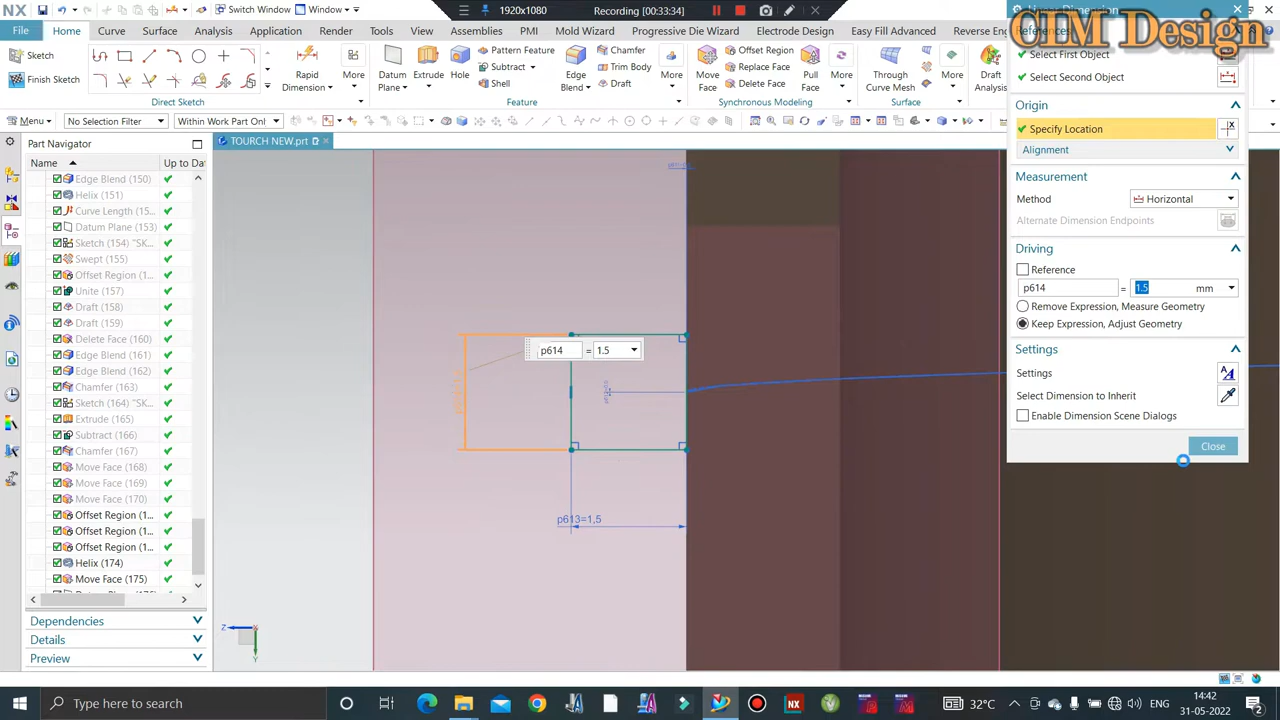 NX
Switch Window
Window
1920x1080
Recording [00:33:34]
Linear Dimension
CIM Design
File
Home
Curve
Surface
Analysis
Application
Render
Tools
View
Assemblies
PMI
Mold Wizard
Progressive Die Wizard
Electrode Design
Easy Fill Advanced
Reverse Eng
Sketch
Finish Sketch
Direct Sketch
Rapid Dimension
More
Datum Plane
Extrude
Hole
Pattern Feature
Subtract
Shell
Edge Blend
Chamfer
Trim Body
Draft
More
Feature
Move Face
Offset Region
Replace Face
Delete Face
Pull Face
More
Synchronous Modeling
Through Curve Mesh
More
Surface
Draft Analysis
Menu
No Selection Filter
Within Work Part Only
Part Navigator
TOURCH NEW.prt
Name
Up to Dat
Edge Blend (150)
Helix (151)
Curve Length (15...
Datum Plane (153)
Sketch (154) "SK...
Swept (155)
Offset Region (1...
Unite (157)
Draft (158)
Draft (159)
Delete Face (160)
Edge Blend (161)
Edge Blend (162)
Chamfer (163)
Sketch (164) "SK...
Extrude (165)
Subtract (166)
Chamfer (167)
Move Face (168)
Move Face (169)
Move Face (170)
Offset Region (1...
Offset Region (1...
Offset Region (1...
Helix (174)
Move Face (175)
Dependencies
Details
Preview
p614 = 1.5
p613=1,5
Z
X
Y
References
Select First Object
Select Second Object
Origin
Specify Location
Alignment
Measurement
Method
Horizontal
Alternate Dimension Endpoints
Driving
Reference
p614 = 1.5 mm
Remove Expression, Measure Geometry
Keep Expression, Adjust Geometry
Settings
Settings
Select Dimension to Inherit
Enable Dimension Scene Dialogs
Close
Type here to search
32°C
14:42
31-05-2022